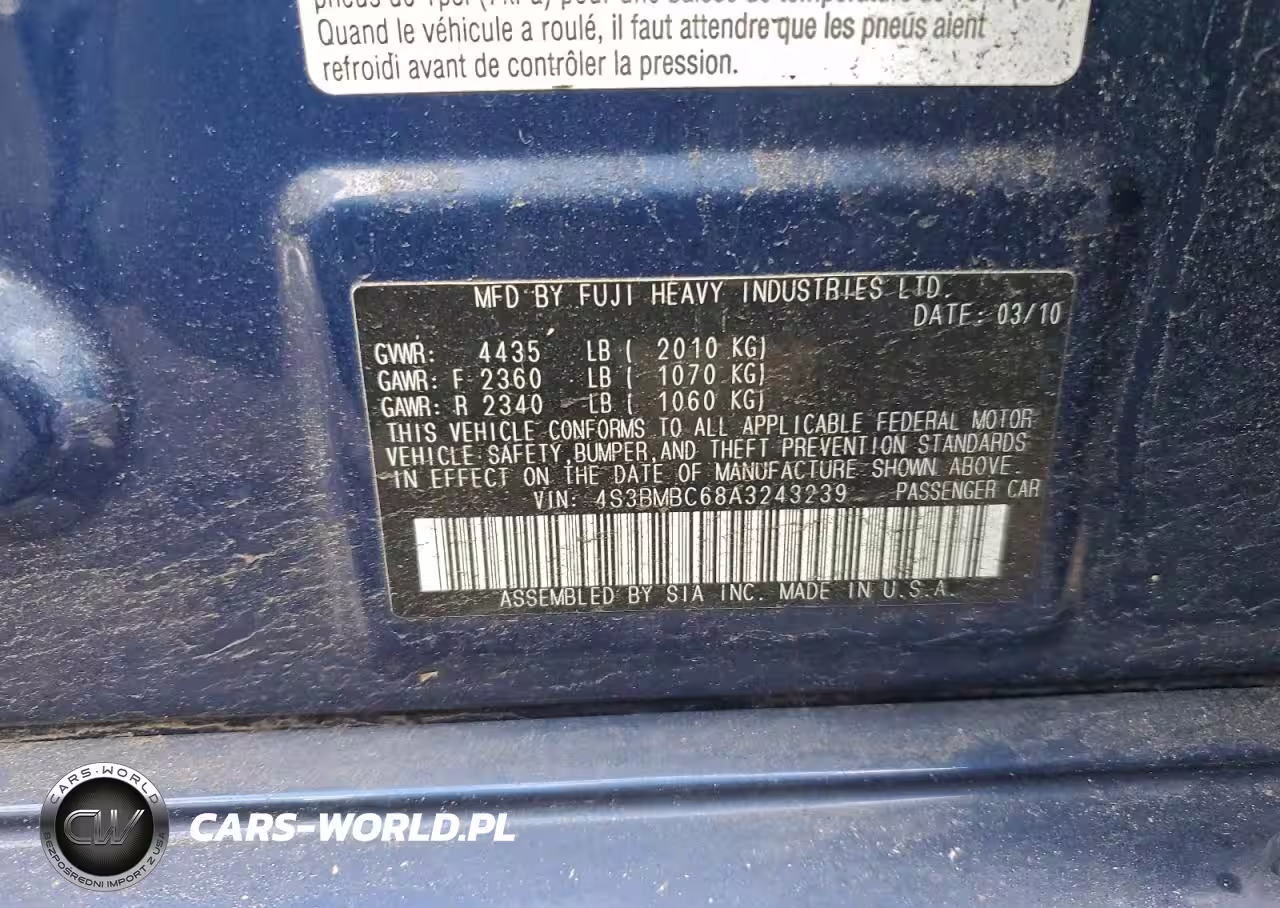 Quand le véhicule a roulé, il faut attendre que les pneus aient
refroidi avant de contrôler la pression.
MFD BY FUJI HEAVY INDUSTRIES LTD.
DATE: 03/10
GVWR: 4435 LB ( 2010 KG)
GAWR: F 2360 LB ( 1070 KG)
GAWR: R 2340 LB ( 1060 KG)
THIS VEHICLE CONFORMS TO ALL APPLICABLE FEDERAL MOTOR
VEHICLE SAFETY,BUMPER,AND THEFT PREVENTION STANDARDS
IN EFFECT ON THE DATE OF MANUFACTURE SHOWN ABOVE.
VIN: 4S3BMBC68A3243239 PASSENGER CAR
ASSEMBLED BY SIA INC. MADE IN U.S.A.
CARS-WORLD
CW
BEZPOŚREDNI IMPORT Z USA
CARS-WORLD.PL